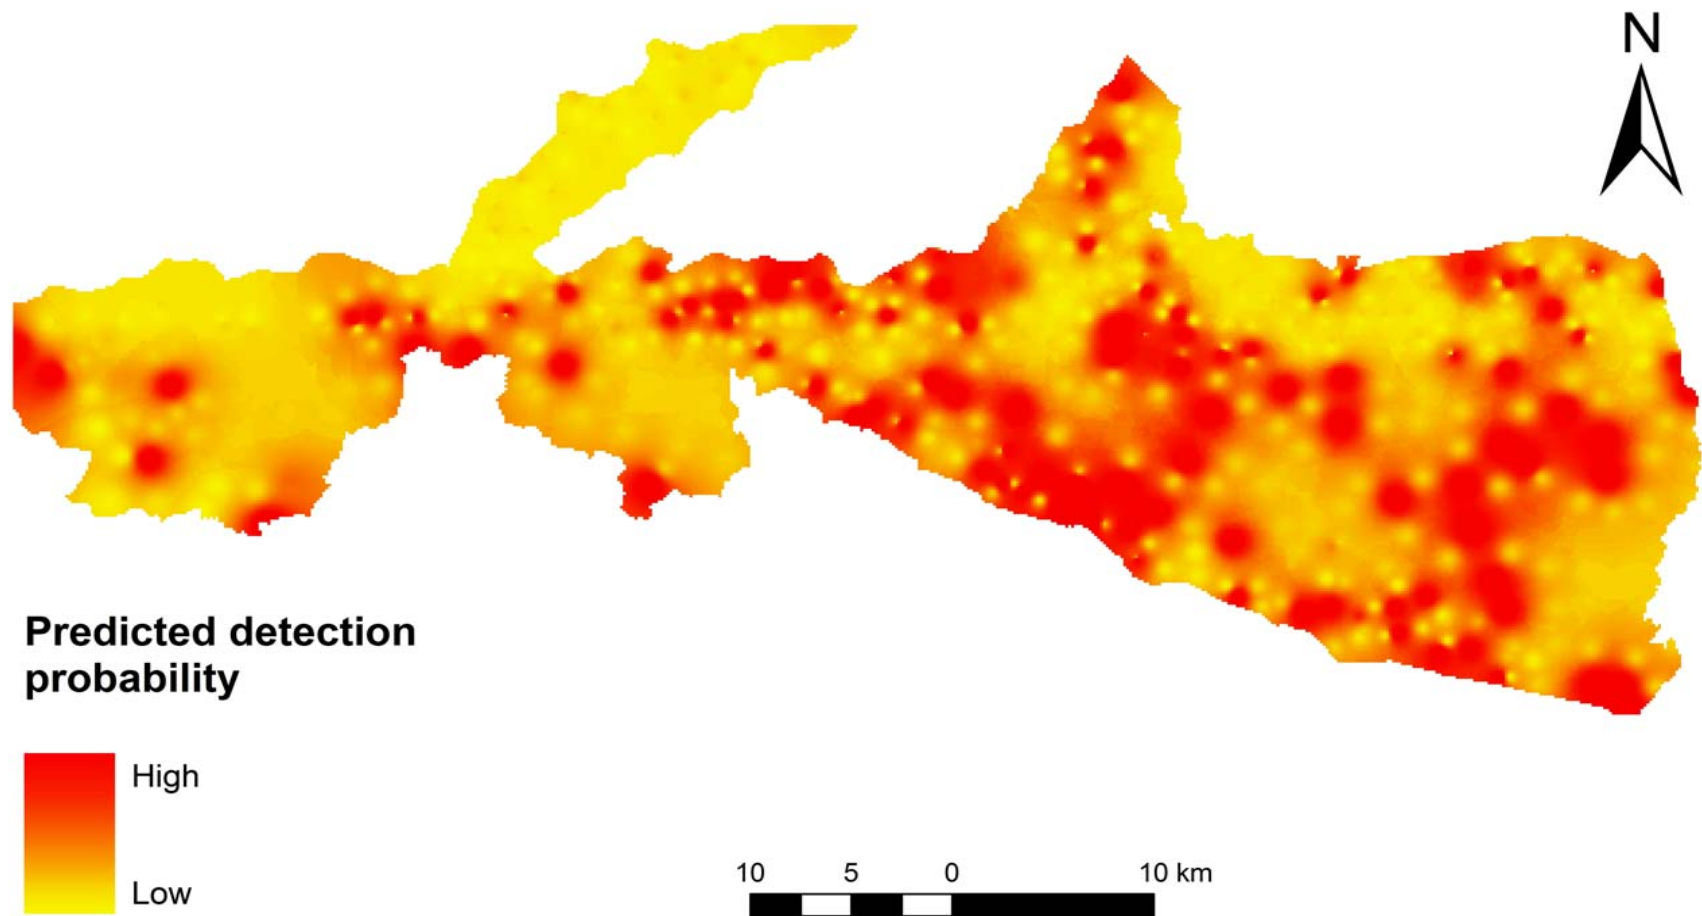 N
Predicted detection
probability
High
Low
10 5 0 10 km